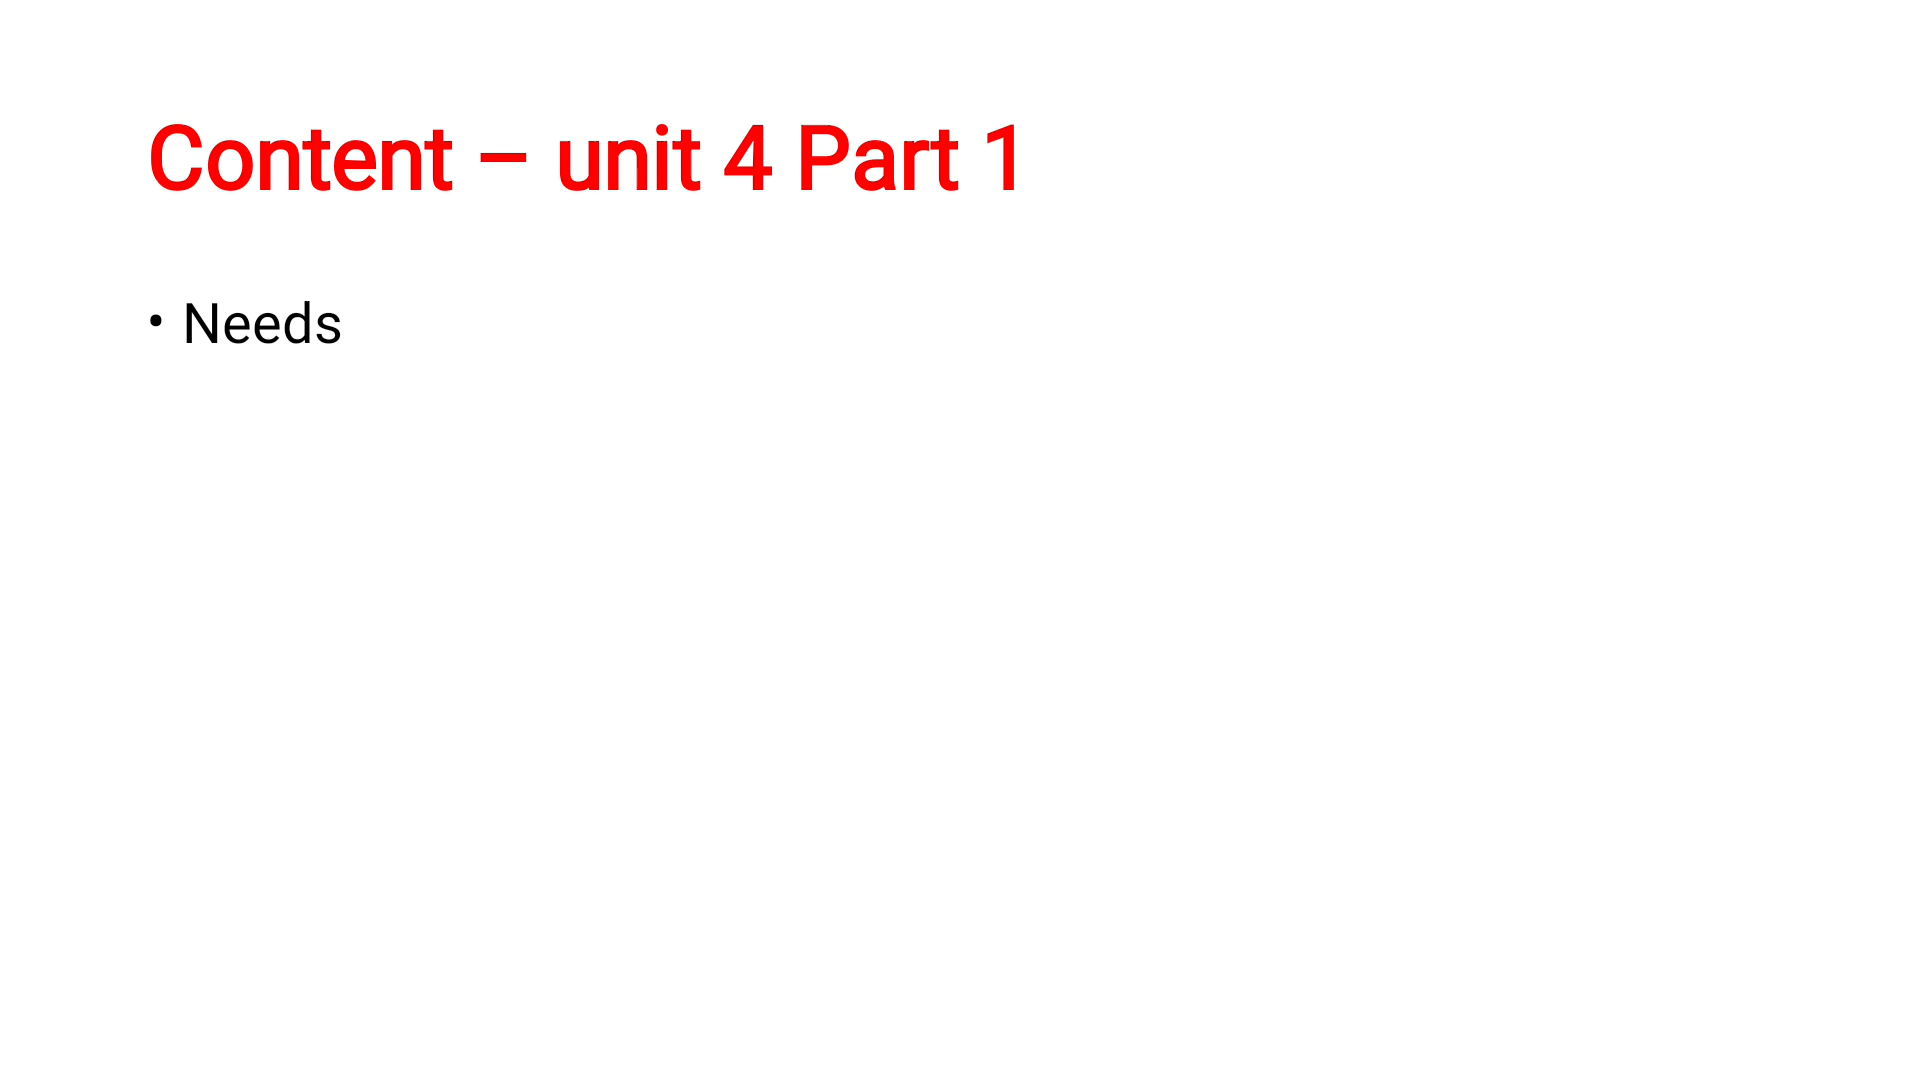 Content – unit 4 Part 1
• Needs